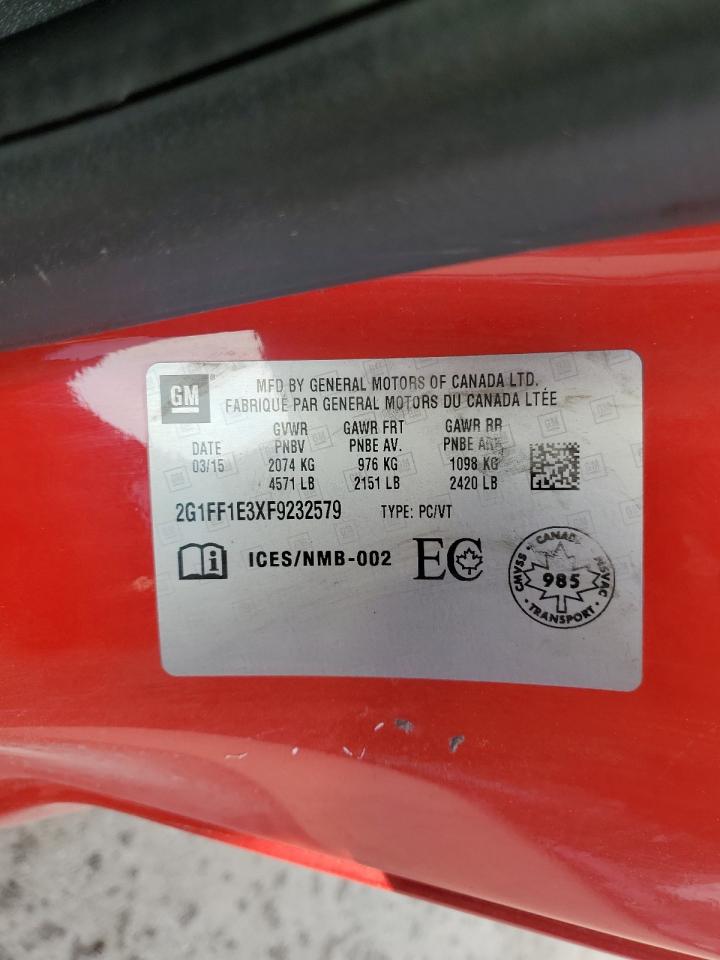 GM
MFD BY GENERAL MOTORS OF CANADA LTD.
FABRIQUÉ PAR GENERAL MOTORS DU CANADA LTÉE
GVWR GAWR FRT GAWR RR
DATE PNBV PNBE AV. PNBE ARR
03/15 2074 KG 976 KG 1098 KG
4571 LB 2151 LB 2420 LB
2G1FF1E3XF9232579 TYPE: PC/VT
i ICES/NMB-002 EC
CANADA
CMVSS 985 NSVAC
TRANSPORT